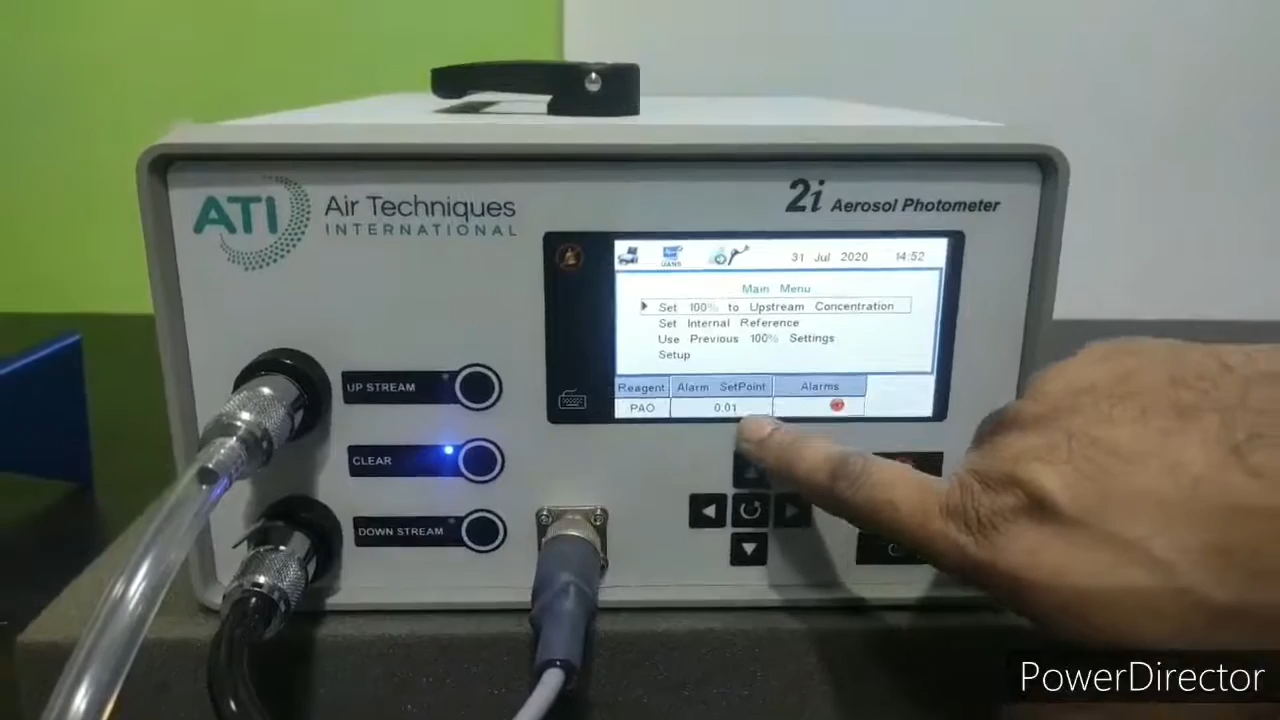 ATI
Air Techniques
INTERNATIONAL
2i Aerosol Photometer
31 Jul 2020 14:52
Main Menu
Set 100% to Upstream Concentration
Set Internal Reference
Use Previous 100% Settings
Setup
Reagent Alarm SetPoint Alarms
PAO 0.01
UP STREAM
CLEAR
DOWN STREAM
PowerDirector